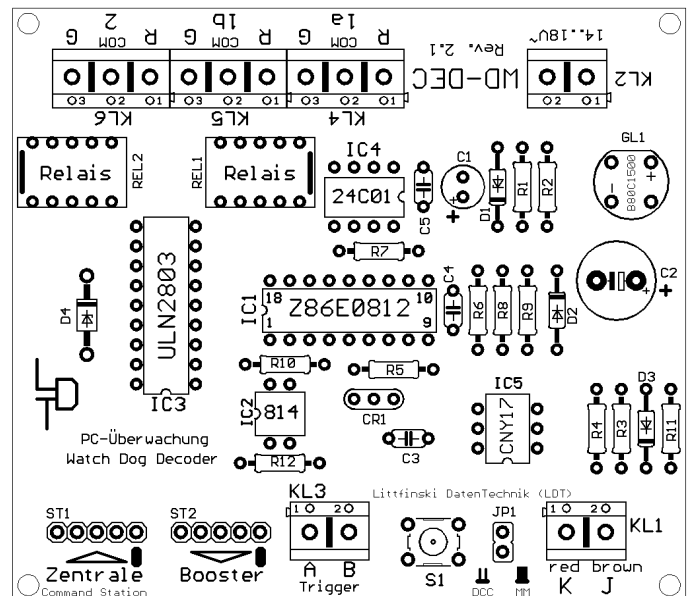 2 1b 1a
G COM R G COM R G COM R
Rev. 2.1
14..18V~
WD-DEC
KL2
O3 O2 O1 O3 O2 O1 O3 O2 O1 O2 O1
KL6 KL5 KL4
Relais REL2 REL1 Relais
IC4
24C01
C5
C1
+
D1
R1
R2
GL1
B80C1500
- +
R7
ULN2803
IC3
D4
IC1
18 10
Z86E0812
1 9
C4
R6
R8
R9
D2
C2
+
R10
R5
IC2
814
CR1
IC5
CNY17
R4
R3
D3
R11
C3
R12
PC-Überwachung
Watch Dog Decoder
KL3
Littfinski DatenTechnik (LDT)
ST1 ST2
1 2
JP1
1 2
KL1
A B
S1
red brown
Zentrale Booster
Trigger
K J
Command Station
DCC MM